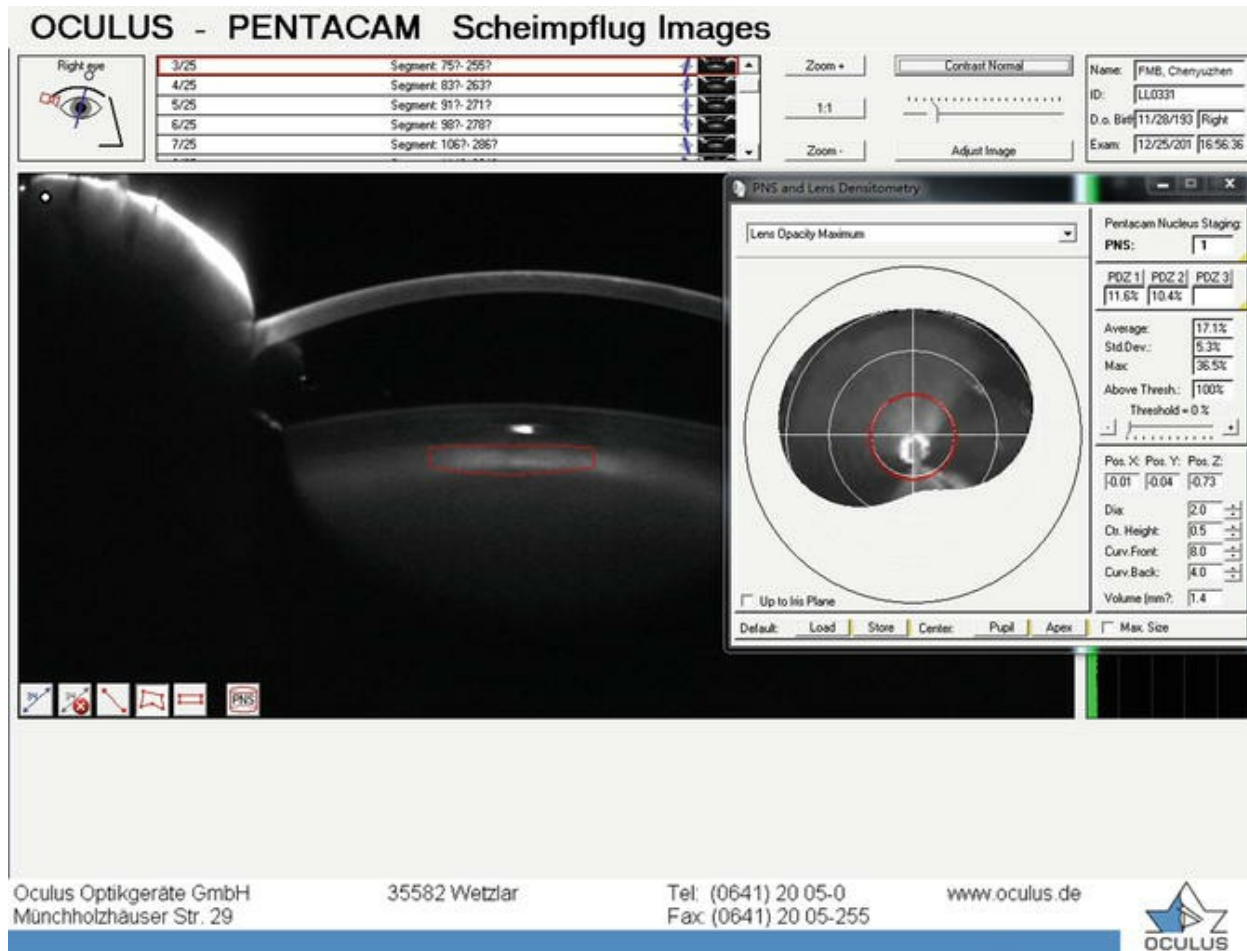 OCULUS - PENTACAM Scheimpflug Images
Right eye
3/25 Segment: 75?- 255?
4/25 Segment: 83?- 263?
5/25 Segment: 91?- 271?
6/25 Segment: 98?- 278?
7/25 Segment: 106?- 286?
Zoom +
1:1
Zoom -
Contrast Normal
Adjust Image
Name: FMB, Chenyuzhen
ID: LL0331
D.o. Birth 11/28/193 Right
Exam: 12/25/201 16:56:36
PNS and Lens Densitometry
Lens Opacity Maximum
Up to Iris Plane
Pentacam Nucleus Staging:
PNS: 1
PDZ 1 PDZ 2 PDZ 3
11.6% 10.4%
Average: 17.1%
Std.Dev.: 5.3%
Max: 36.5%
Above Thresh.: 100%
Threshold = 0 %
- +
Pos. X: Pos. Y: Pos. Z:
-0.01 -0.04 -0.73
Dia: 2.0
Ctr. Height: 0.5
Curv.Front: 8.0
Curv.Back: 4.0
Volume (mm?: 1.4
Default: Load Store Center: Pupil Apex Max. Size
PNS
Oculus Optikgeräte GmbH 35582 Wetzlar Tel: (0641) 20 05-0 www.oculus.de
Münchholzhäuser Str. 29 Fax: (0641) 20 05-255
OCULUS